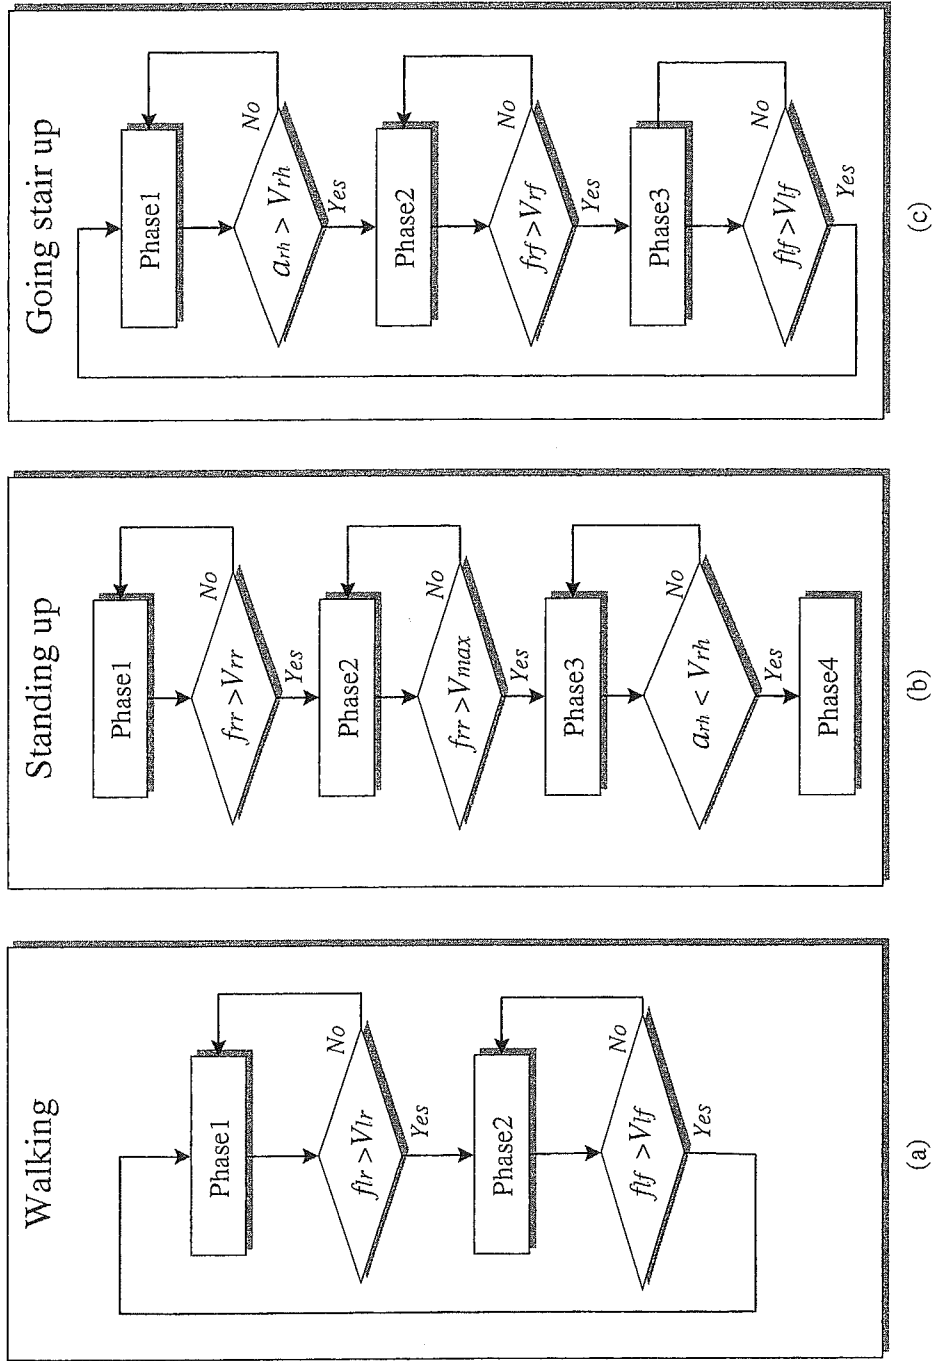 Walking
Phase1
flr > Vlr
No
Yes
Phase2
flf > Vlf
No
Yes
(a)
Standing up
Phase1
frr > Vrr
No
Yes
Phase2
frr > Vmax
No
Yes
Phase3
arh < Vrh
No
Yes
Phase4
(b)
Going stair up
Phase1
arh > Vrh
No
Yes
Phase2
frf > Vrf
No
Yes
Phase3
flf > Vlf
No
Yes
(c)